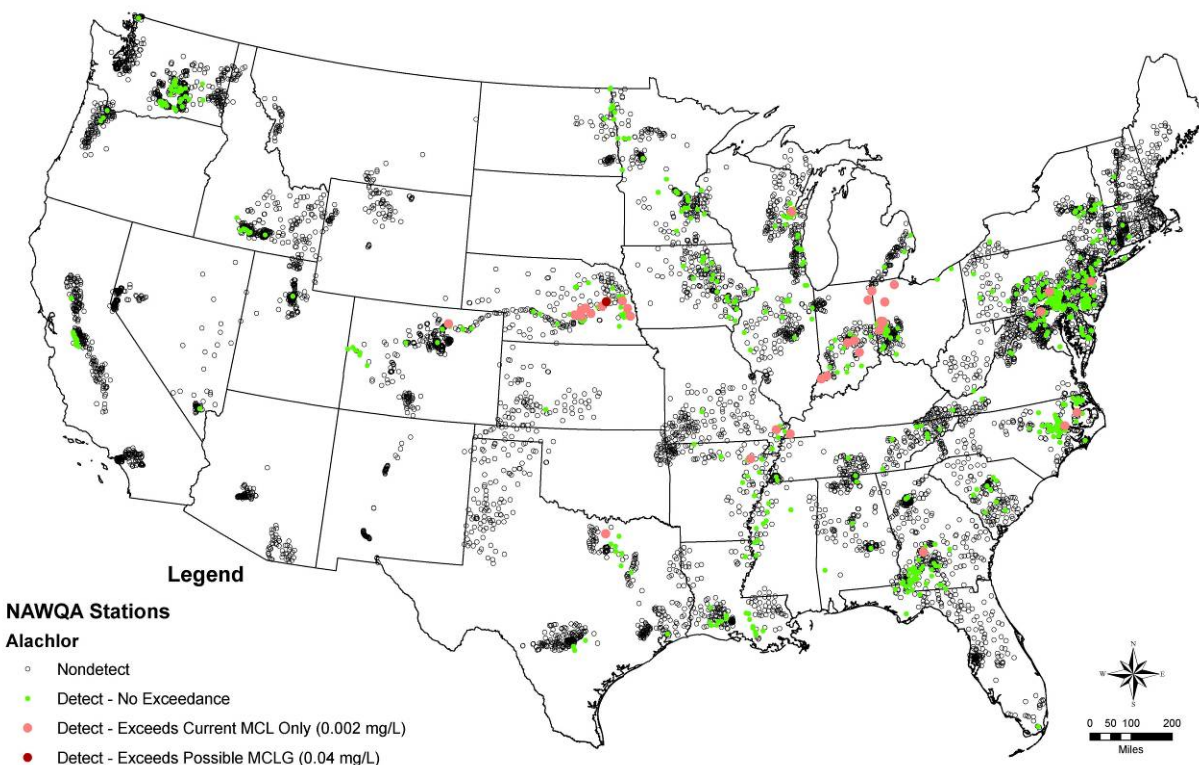 Legend
NAWQA Stations
Alachlor
Nondetect
Detect - No Exceedance
Detect - Exceeds Current MCL Only (0.002 mg/L)
Detect - Exceeds Possible MCLG (0.04 mg/L)
N
W E
S
0 50 100 200
Miles